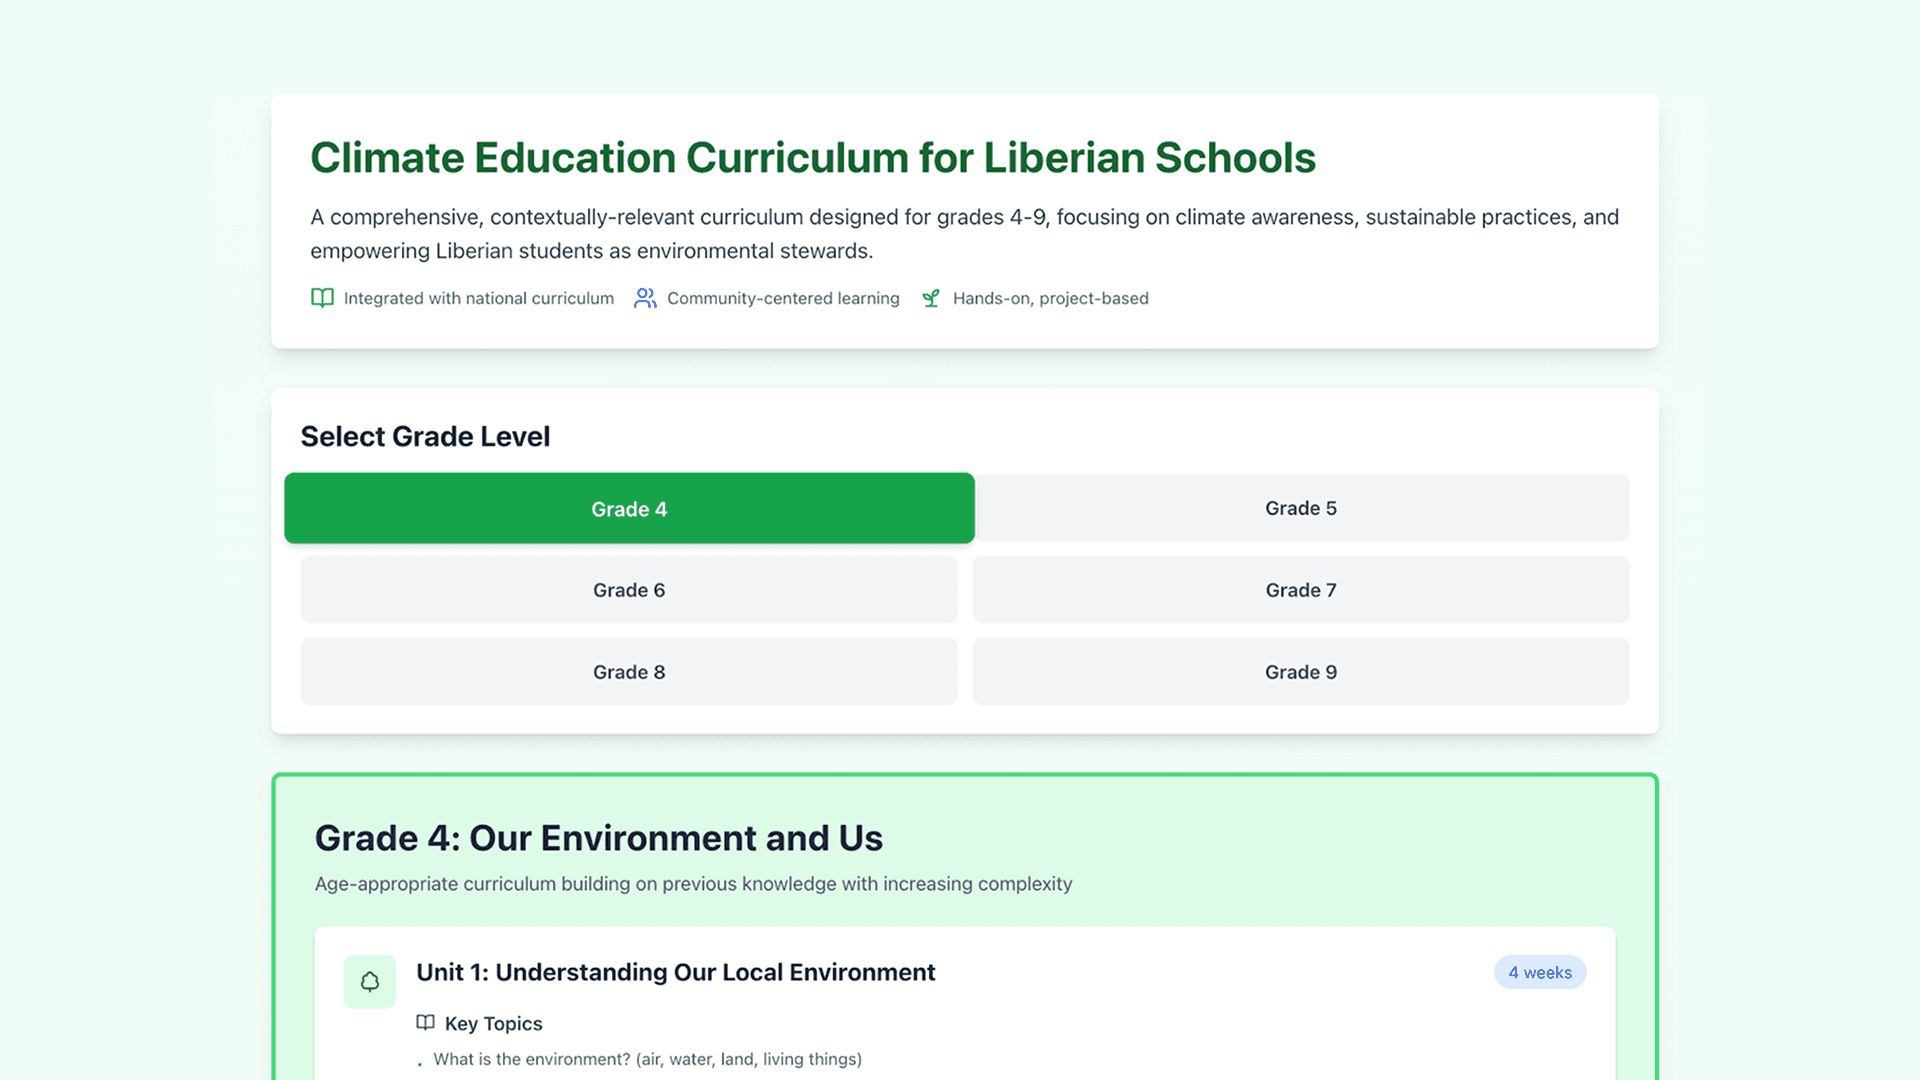 Climate Education Curriculum for Liberian Schools
A comprehensive, contextually-relevant curriculum designed for grades 4-9, focusing on climate awareness, sustainable practices, and
empowering Liberian students as environmental stewards.
Integrated with national curriculum Community-centered learning Hands-on, project-based
Select Grade Level
Grade 4 Grade 5
Grade 6 Grade 7
Grade 8 Grade 9
Grade 4: Our Environment and Us
Age-appropriate curriculum building on previous knowledge with increasing complexity
Unit 1: Understanding Our Local Environment 4 weeks
Key Topics
What is the environment? (air, water, land, living things)